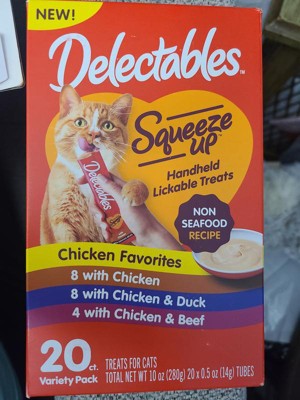 NEW!
Delectables™
Squeeze
up™
Handheld
Lickable Treats
Delectables
NON
SEAFOOD
RECIPE
Chicken Favorites
8 with Chicken
8 with Chicken & Duck
4 with Chicken & Beef
20 ct.
Variety Pack
TREATS FOR CATS
TOTAL NET WT 10 oz (280g) 20 x 0.5 oz (14g) TUBES